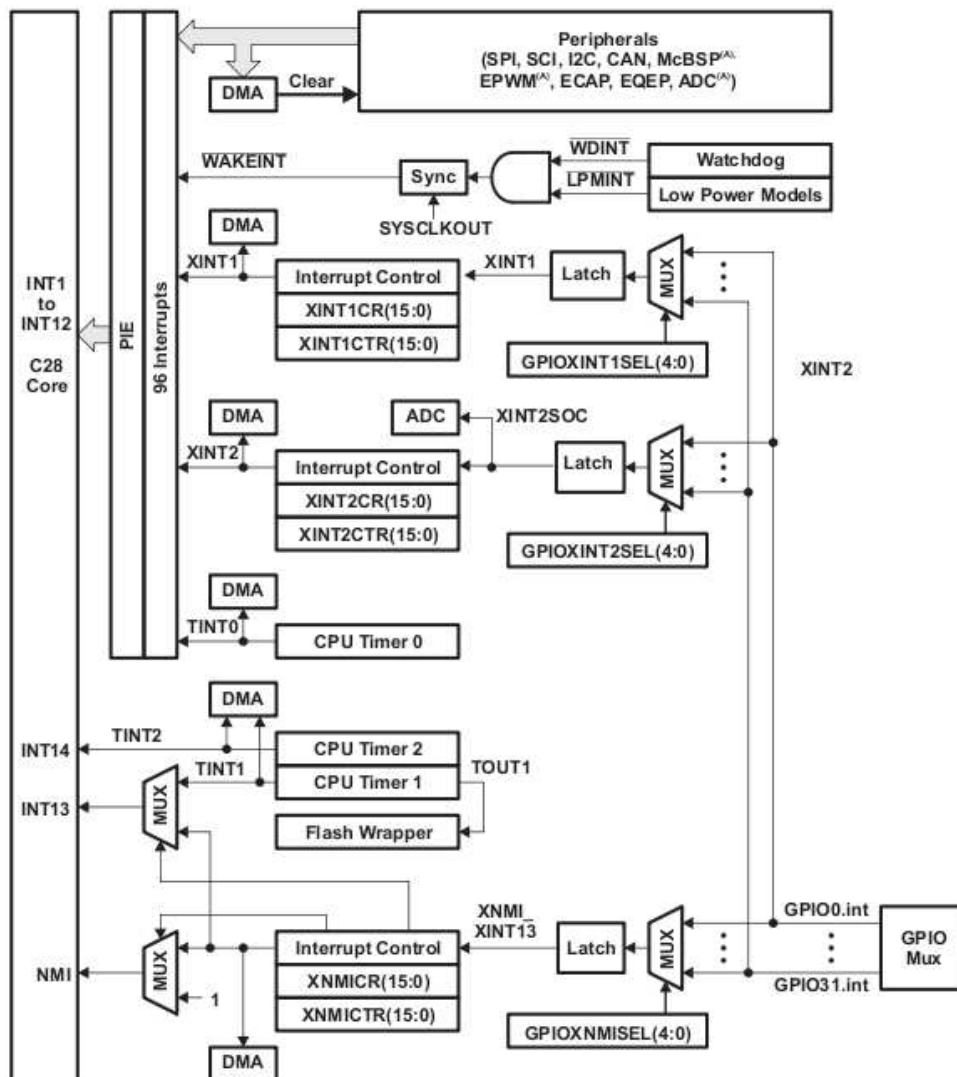 Peripherals
(SPI, SCI, I2C, CAN, McBSP(A),
EPWM(A), ECAP, EQEP, ADC(A))
DMA
Clear
WAKEINT
Sync
SYSCLKOUT
WDINT
LPMINT
Watchdog
Low Power Models
DMA
XINT1
Interrupt Control
XINT1CR(15:0)
XINT1CTR(15:0)
XINT1
Latch
MUX
GPIOXINT1SEL(4:0)
INT1
to
INT12
C28
Core
PIE
96 Interrupts
XINT2
DMA
ADC
XINT2SOC
XINT2
Interrupt Control
XINT2CR(15:0)
XINT2CTR(15:0)
Latch
MUX
GPIOXINT2SEL(4:0)
DMA
TINT0
CPU Timer 0
DMA
INT14
TINT2
CPU Timer 2
TINT1
CPU Timer 1
TOUT1
INT13
MUX
Flash Wrapper
NMI
MUX
1
Interrupt Control
XNMICR(15:0)
XNMICTR(15:0)
DMA
XNMI_
XINT13
Latch
MUX
GPIOXNMISEL(4:0)
GPIO0.int
GPIO31.int
GPIO
Mux